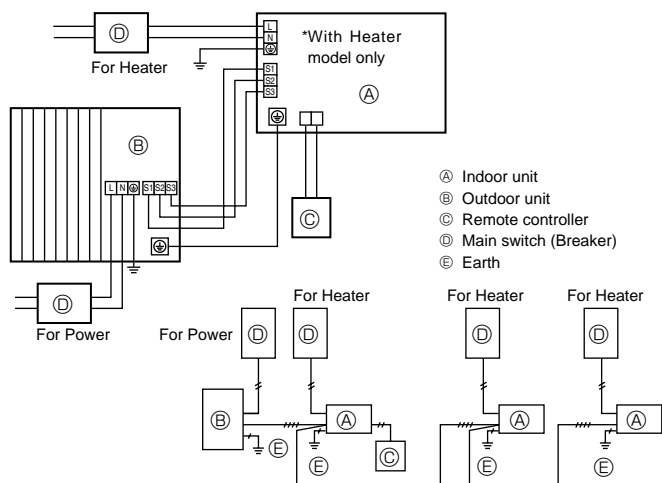 Ⓓ
For Heater
L
N
*With Heater
model only
S1
S2
S3
Ⓐ
Ⓑ
L N S1 S2 S3
Ⓒ
Ⓓ
For Power
Ⓐ Indoor unit
Ⓑ Outdoor unit
Ⓒ Remote controller
Ⓓ Main switch (Breaker)
Ⓔ Earth
For Heater
For Heater
For Heater
For Power
Ⓓ
Ⓓ
Ⓓ
Ⓓ
Ⓑ
Ⓐ
Ⓐ
Ⓐ
Ⓔ
Ⓒ
Ⓔ
Ⓔ
Ⓔ